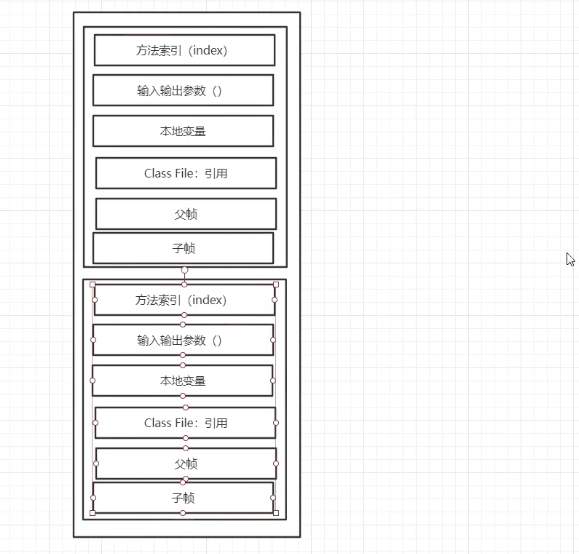 方法索引（index）
输入输出参数（）
本地变量
Class File：引用
父帧
子帧
方法索引（index）
输入输出参数（）
本地变量
Class File：引用
父帧
子帧